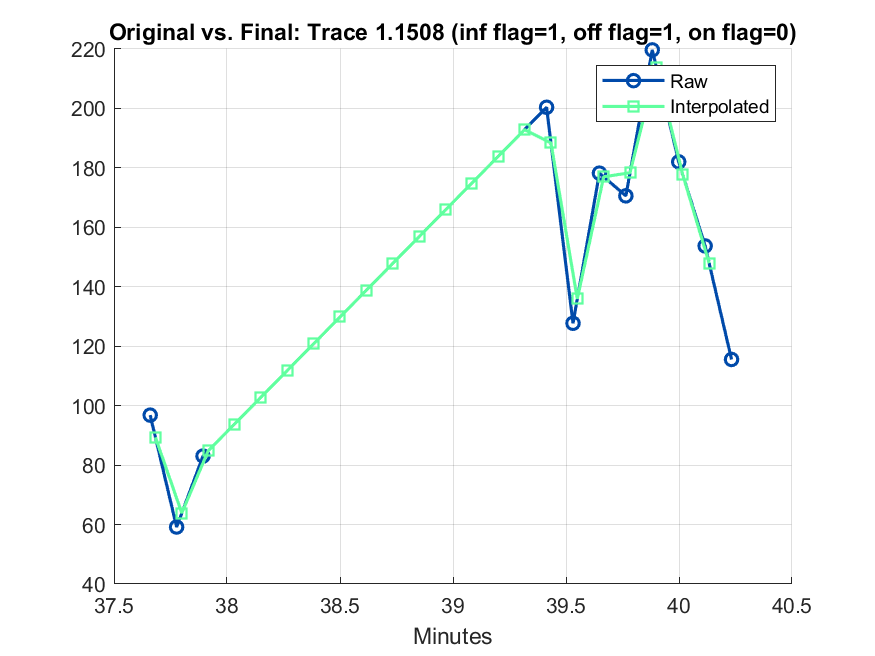 Original vs. Final: Trace 1.1508 (inf flag=1, off flag=1, on flag=0)
220
200
180
160
140
120
100
80
60
40
Raw
Interpolated
37.5 38 38.5 39 39.5 40 40.5
Minutes